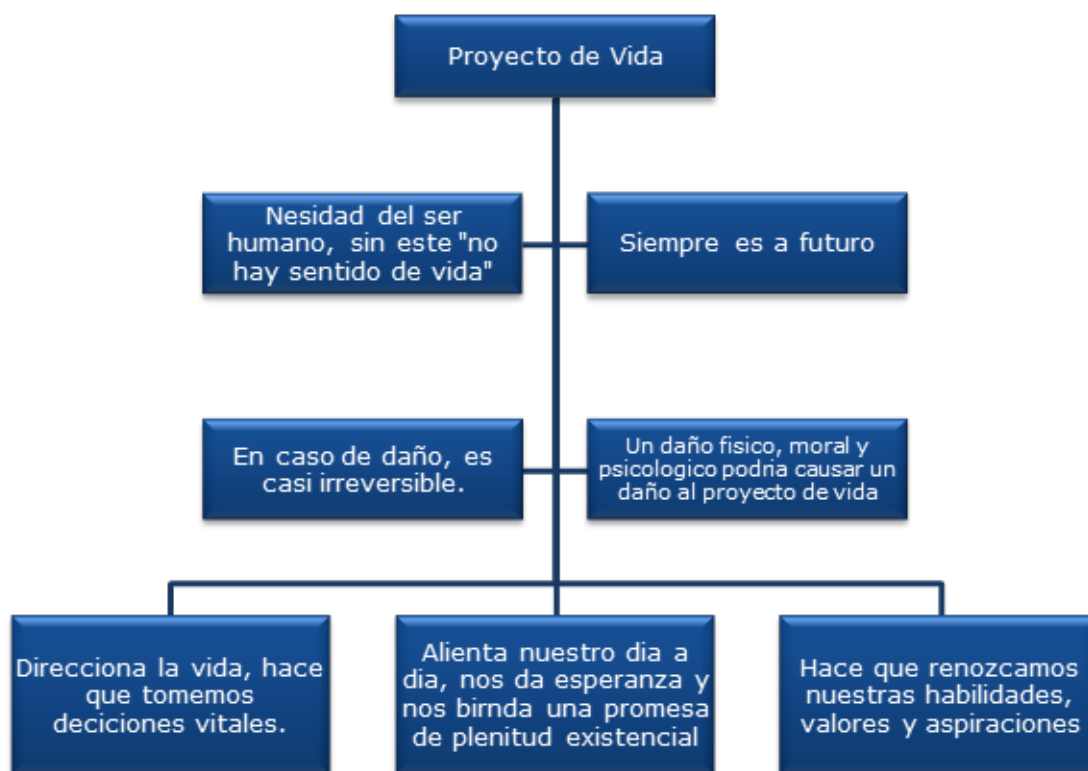 Proyecto de Vida
Nesidad del ser
humano, sin este "no
hay sentido de vida"
Siempre es a futuro
En caso de daño, es
casi irreversible.
Un daño fisico, moral y
psicologico podria causar un
daño al proyecto de vida
Direcciona la vida, hace
que tomemos
deciciones vitales.
Alienta nuestro dia a
dia, nos da esperanza y
nos birnda una promesa
de plenitud existencial
Hace que renozcamos
nuestras habilidades,
valores y aspiraciones